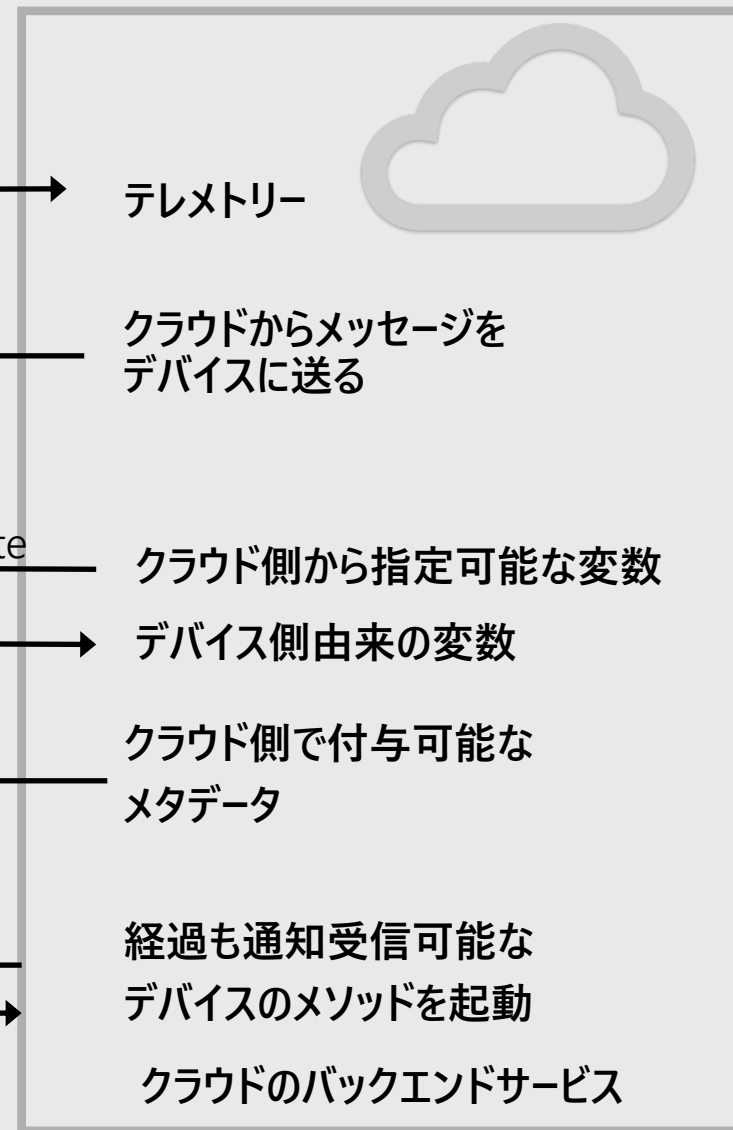 テレメトリー
クラウドからメッセージを
デバイスに送る
te
クラウド側から指定可能な変数
デバイス側由来の変数
クラウド側で付与可能な
メタデータ
経過も通知受信可能な
デバイスのメソッドを起動
クラウドのバックエンドサービス